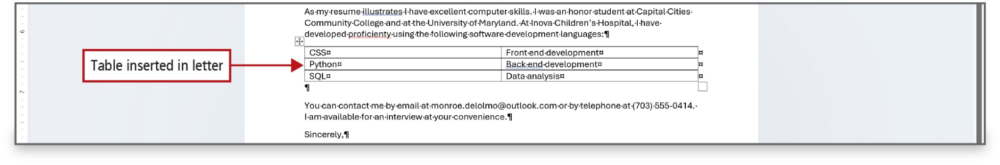 As·my·resume·illustrates·I·have·excellent·computer·skills.·I·was·an·honor·student·at·Capital·Cities·
Community·College·and·at·the·University·of·Maryland.·At·Inova·Children's·Hospital,·I·have·
developed·proficienty·using·the·following·software·development·languages:¶
CSS¤ Front·end·development¤ ¤
Table inserted in letter
Python¤ Back·end·development¤ ¤
SQL¤ Data·analysis¤ ¤
¶
You·can·contact·me·by·email·at·monroe.delolmo@outlook.com·or·by·telephone·at·(703)·555-0414.·
I·am·available·for·an·interview·at·your·convenience.¶
Sincerely,¶
6
7